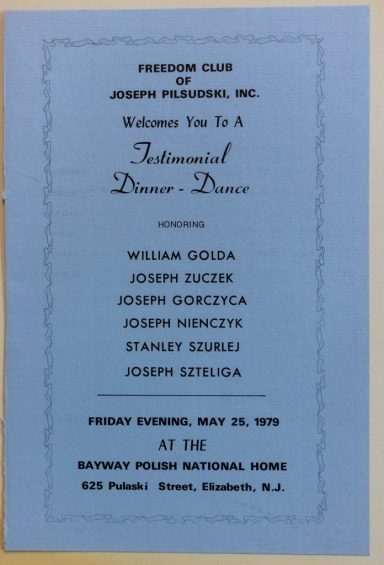 FREEDOM CLUB
OF
JOSEPH PILSUDSKI, INC.
Welcomes You To A
Testimonial
Dinner - Dance
HONORING
WILLIAM GOLDA
JOSEPH ZUCZEK
JOSEPH GORCZYCA
JOSEPH NIENCZYK
STANLEY SZURLEJ
JOSEPH SZTELIGA
FRIDAY EVENING, MAY 25, 1979
AT THE
BAYWAY POLISH NATIONAL HOME
625 Pulaski Street, Elizabeth, N.J.